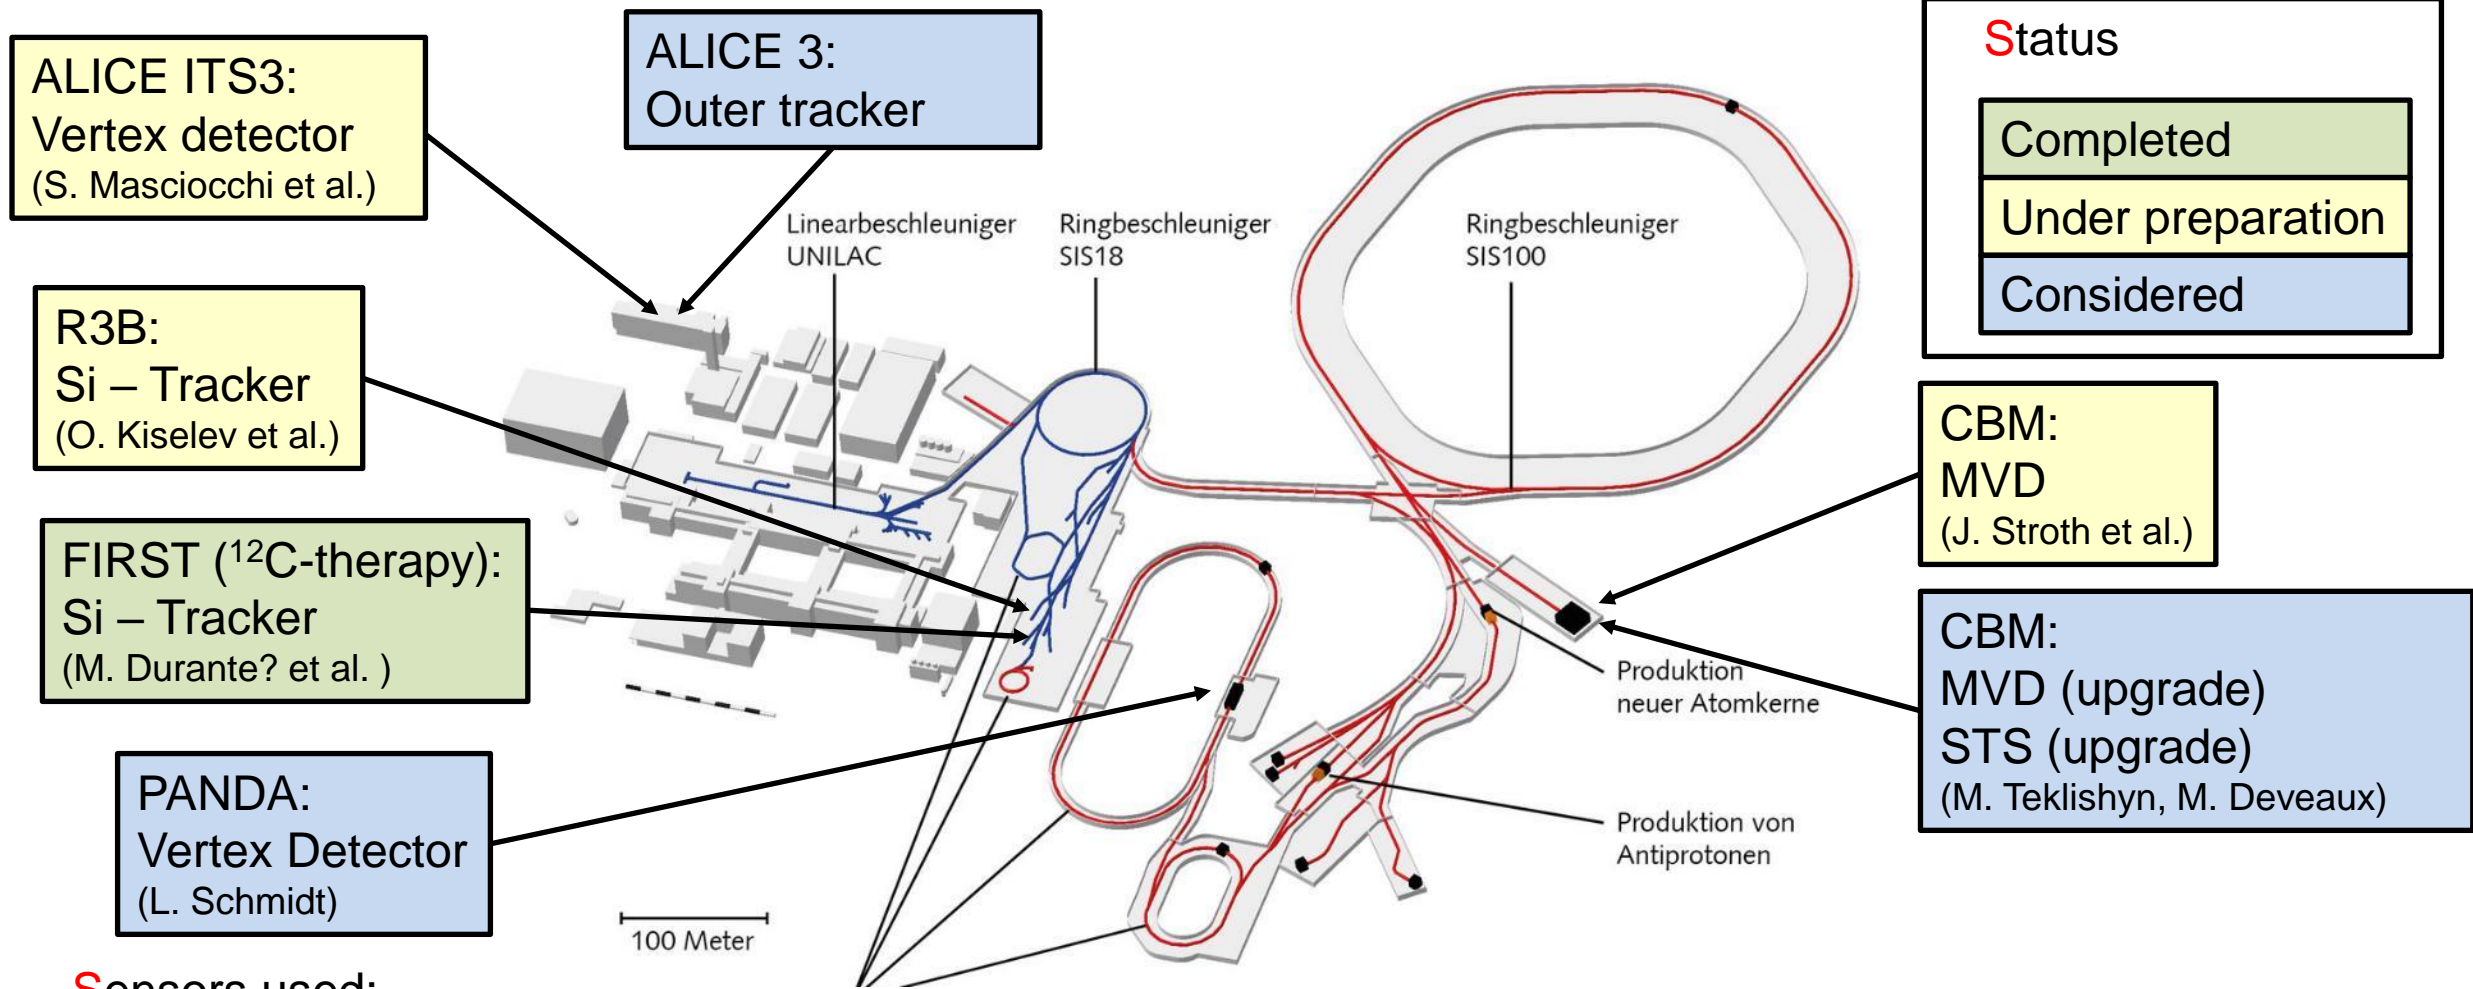 ALICE ITS3:
Vertex detector
(S. Masciocchi et al.)
ALICE 3:
Outer tracker
Status
Completed
Under preparation
Considered
Linearbeschleuniger
UNILAC
Ringbeschleuniger
SIS18
Ringbeschleuniger
SIS100
R3B:
Si – Tracker
(O. Kiselev et al.)
CBM:
MVD
(J. Stroth et al.)
FIRST (¹²C-therapy):
Si – Tracker
(M. Durante? et al. )
CBM:
MVD (upgrade)
STS (upgrade)
(M. Teklishyn, M. Deveaux)
Produktion
neuer Atomkerne
PANDA:
Vertex Detector
(L. Schmidt)
Produktion von
Antiprotonen
100 Meter
Sensors used: